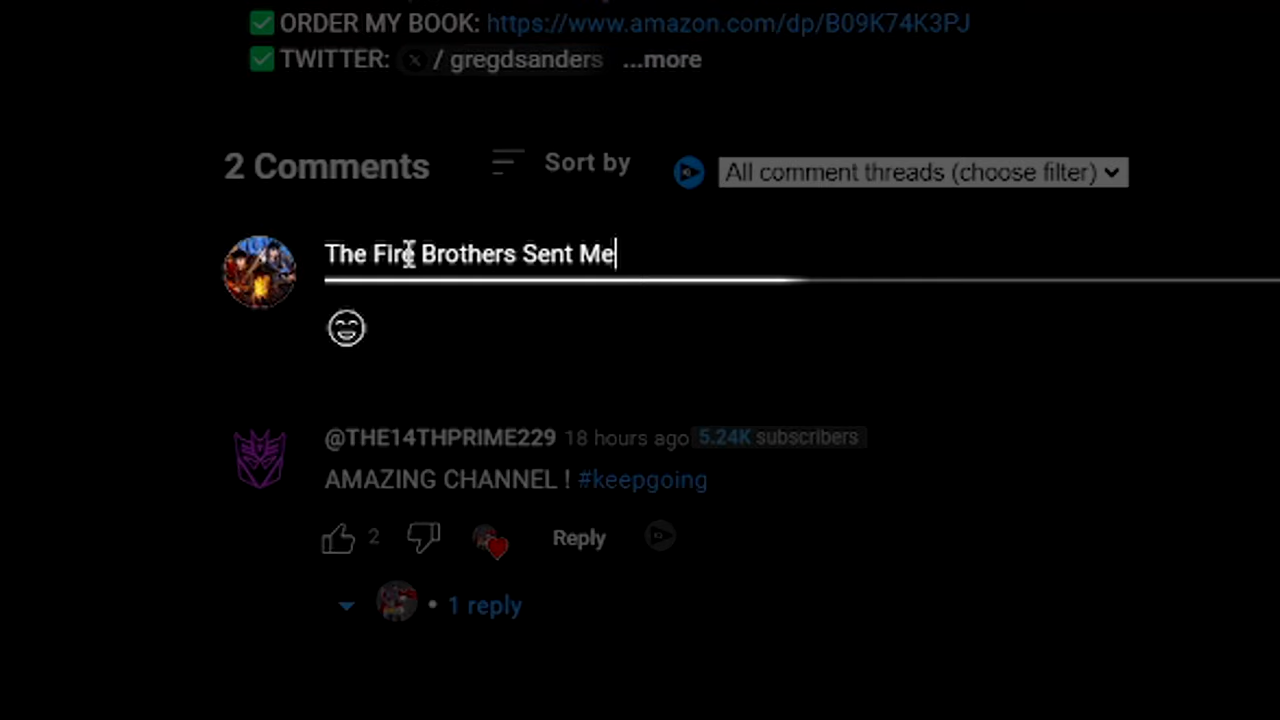 ORDER MY BOOK: https://www.amazon.com/dp/B09K74K3PJ
TWITTER: / gregdsanders ...more
2 Comments Sort by All comment threads (choose filter)
The Fire Brothers Sent Me
@THE14THPRIME229 18 hours ago 5.24K subscribers
AMAZING CHANNEL ! #keepgoing
2 Reply
• 1 reply